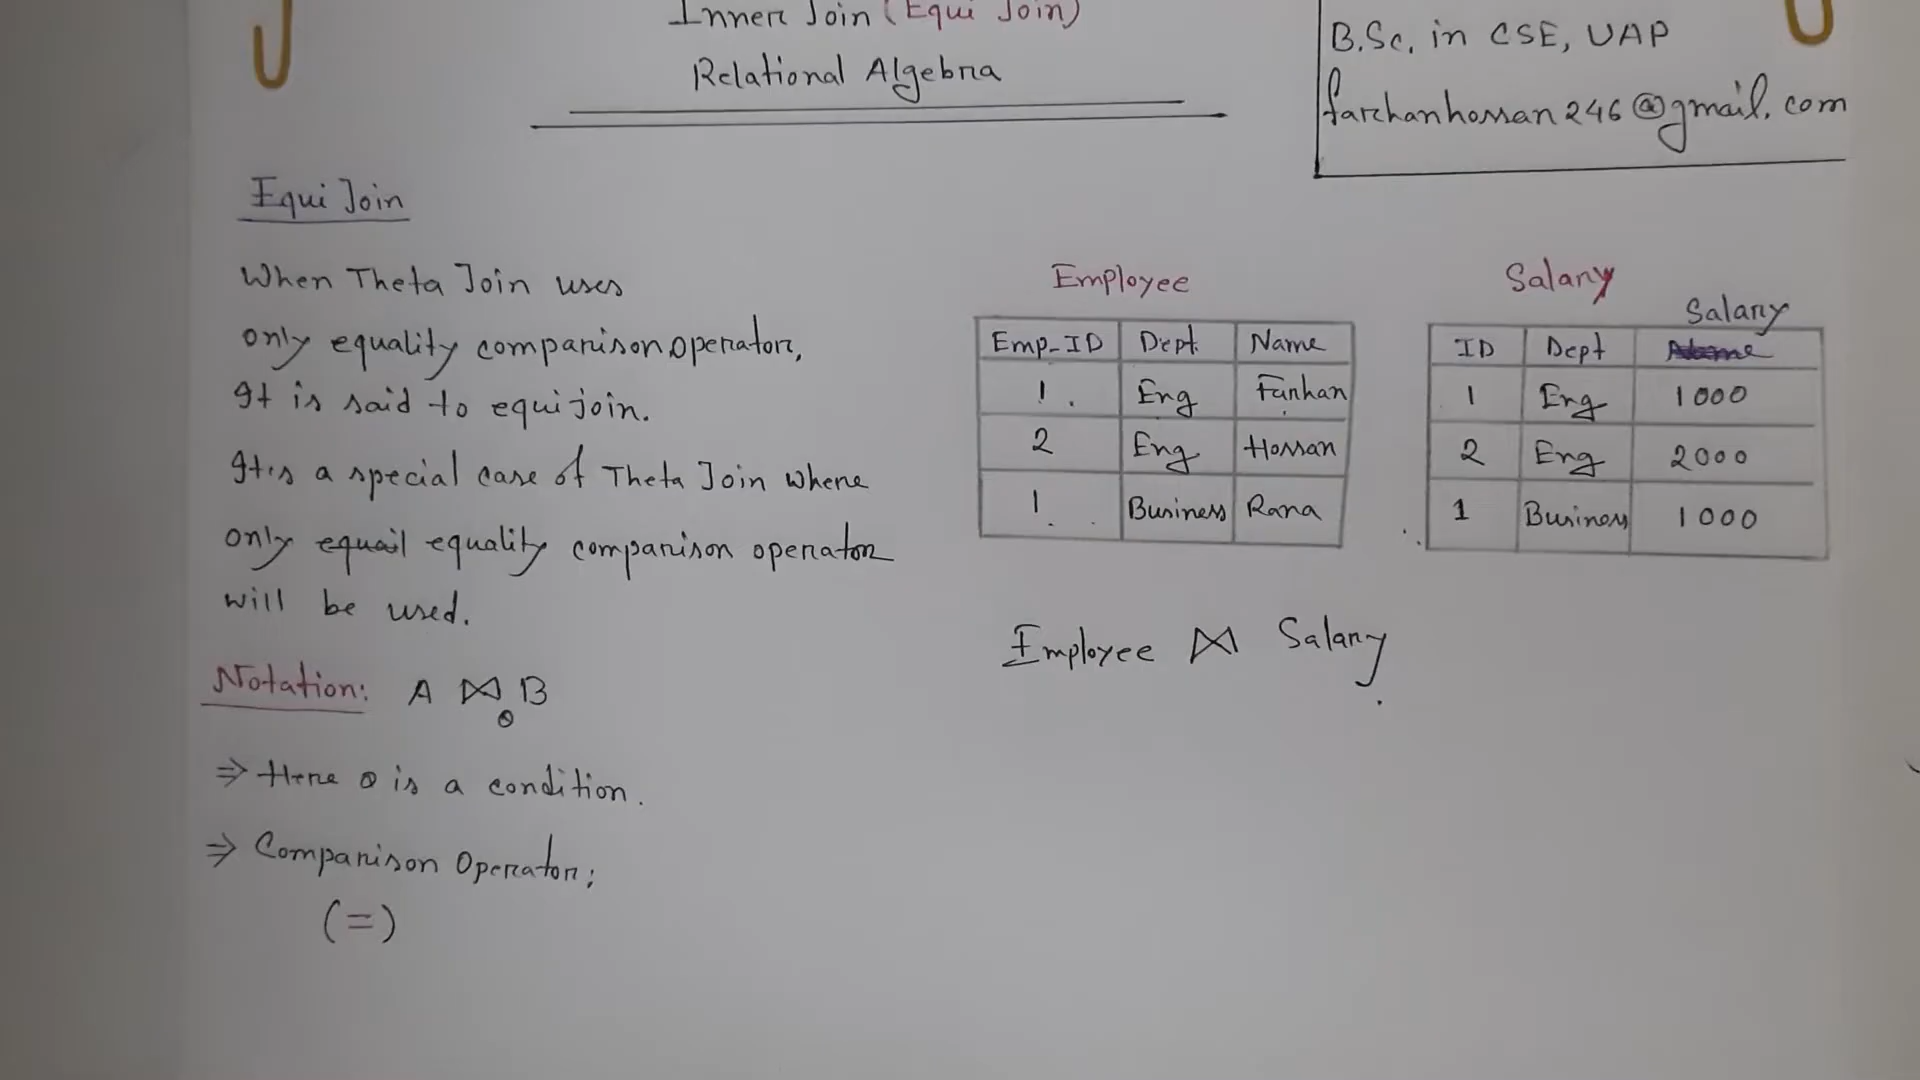 Inner Join (Equi Join)
Relational Algebra
B.Sc. in CSE, UAP
farhanhossan246@gmail.com
Equi Join
When Theta Join uses
only equality comparison operator,
It is said to equi join.
It is a special case of Theta Join where
only equail equality comparison operator
will be used.
Notation: A ⋈ B
θ
⇒ Here θ is a condition.
⇒ Comparison Operator:
(=)
Employee
Emp_ID Dept. Name
1 Eng Farhan
2 Eng Hossan
1 Business Rana
Salary
Salary
ID Dept
1 Eng 1000
2 Eng 2000
1 Business 1000
Employee ⋈ Salary